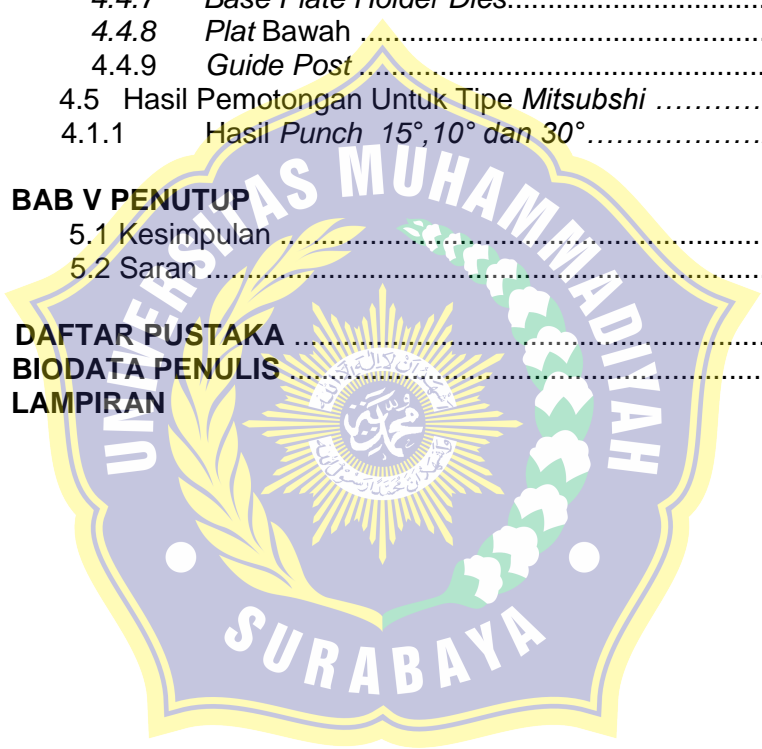 4.4.7 Base Plate Holder Dies..............................
4.4.8 Plat Bawah ..............................
4.4.9 Guide Post ..............................
4.5 Hasil Pemotongan Untuk Tipe Mitsubshi …………
4.1.1 Hasil Punch 15°,10° dan 30°…………………
BAB V PENUTUP
5.1 Kesimpulan ..............................
5.2 Saran ..............................
DAFTAR PUSTAKA ..............................
BIODATA PENULIS ..............................
LAMPIRAN
UNIVERSITAS MUHAMMADIYAH
SURABAYA